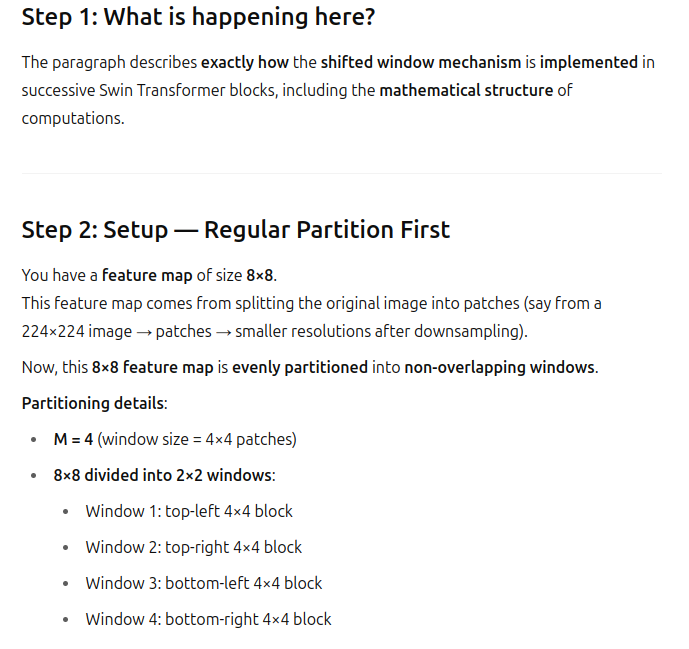 Step 1: What is happening here?
The paragraph describes exactly how the shifted window mechanism is implemented in
successive Swin Transformer blocks, including the mathematical structure of
computations.
Step 2: Setup — Regular Partition First
You have a feature map of size 8×8.
This feature map comes from splitting the original image into patches (say from a
224×224 image → patches → smaller resolutions after downsampling).
Now, this 8×8 feature map is evenly partitioned into non-overlapping windows.
Partitioning details:
• M = 4 (window size = 4×4 patches)
• 8×8 divided into 2×2 windows:
• Window 1: top-left 4×4 block
• Window 2: top-right 4×4 block
• Window 3: bottom-left 4×4 block
• Window 4: bottom-right 4×4 block